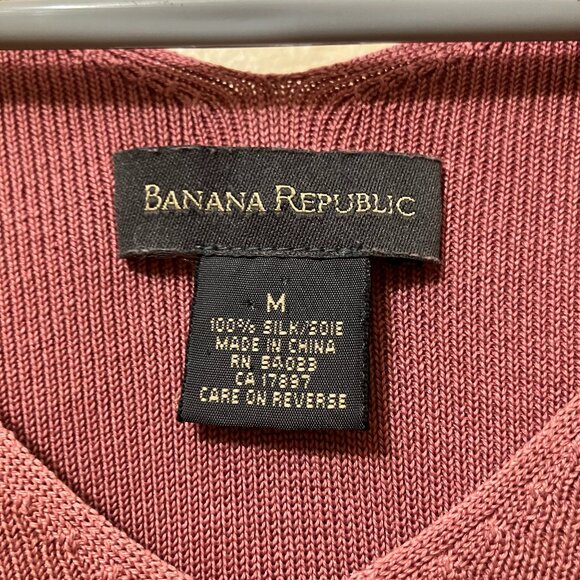 BANANA REPUBLIC
M
100% SILK/SOIE
MADE IN CHINA
RN 54023
CA 17897
CARE ON REVERSE